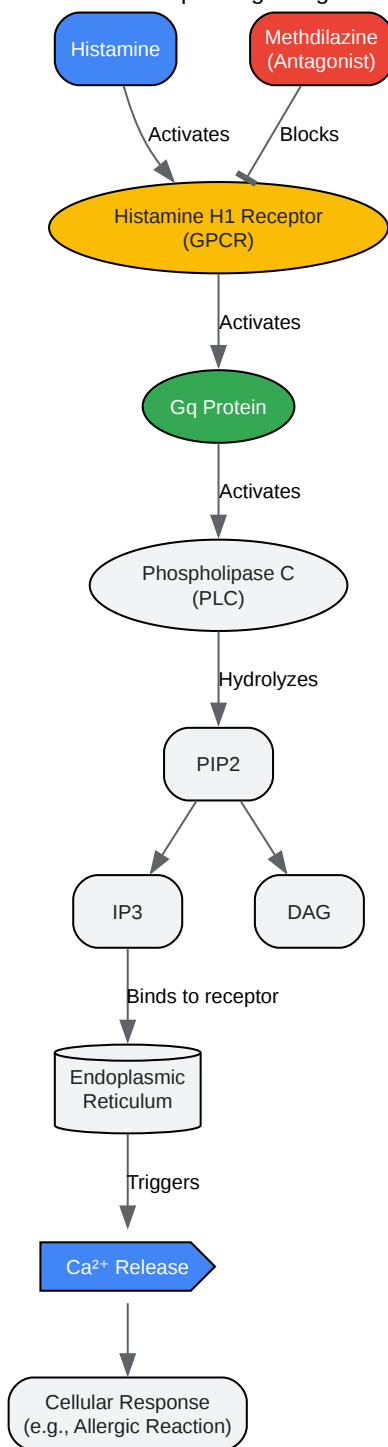 Histamine
Methdilazine
(Antagonist)
Activates
Blocks
Histamine H1 Receptor
(GPCR)
Activates
Gq Protein
Activates
Phospholipase C
(PLC)
Hydrolyzes
PIP2
IP3
DAG
Binds to receptor
Endoplasmic
Reticulum
Triggers
Ca²⁺ Release
Cellular Response
(e.g., Allergic Reaction)